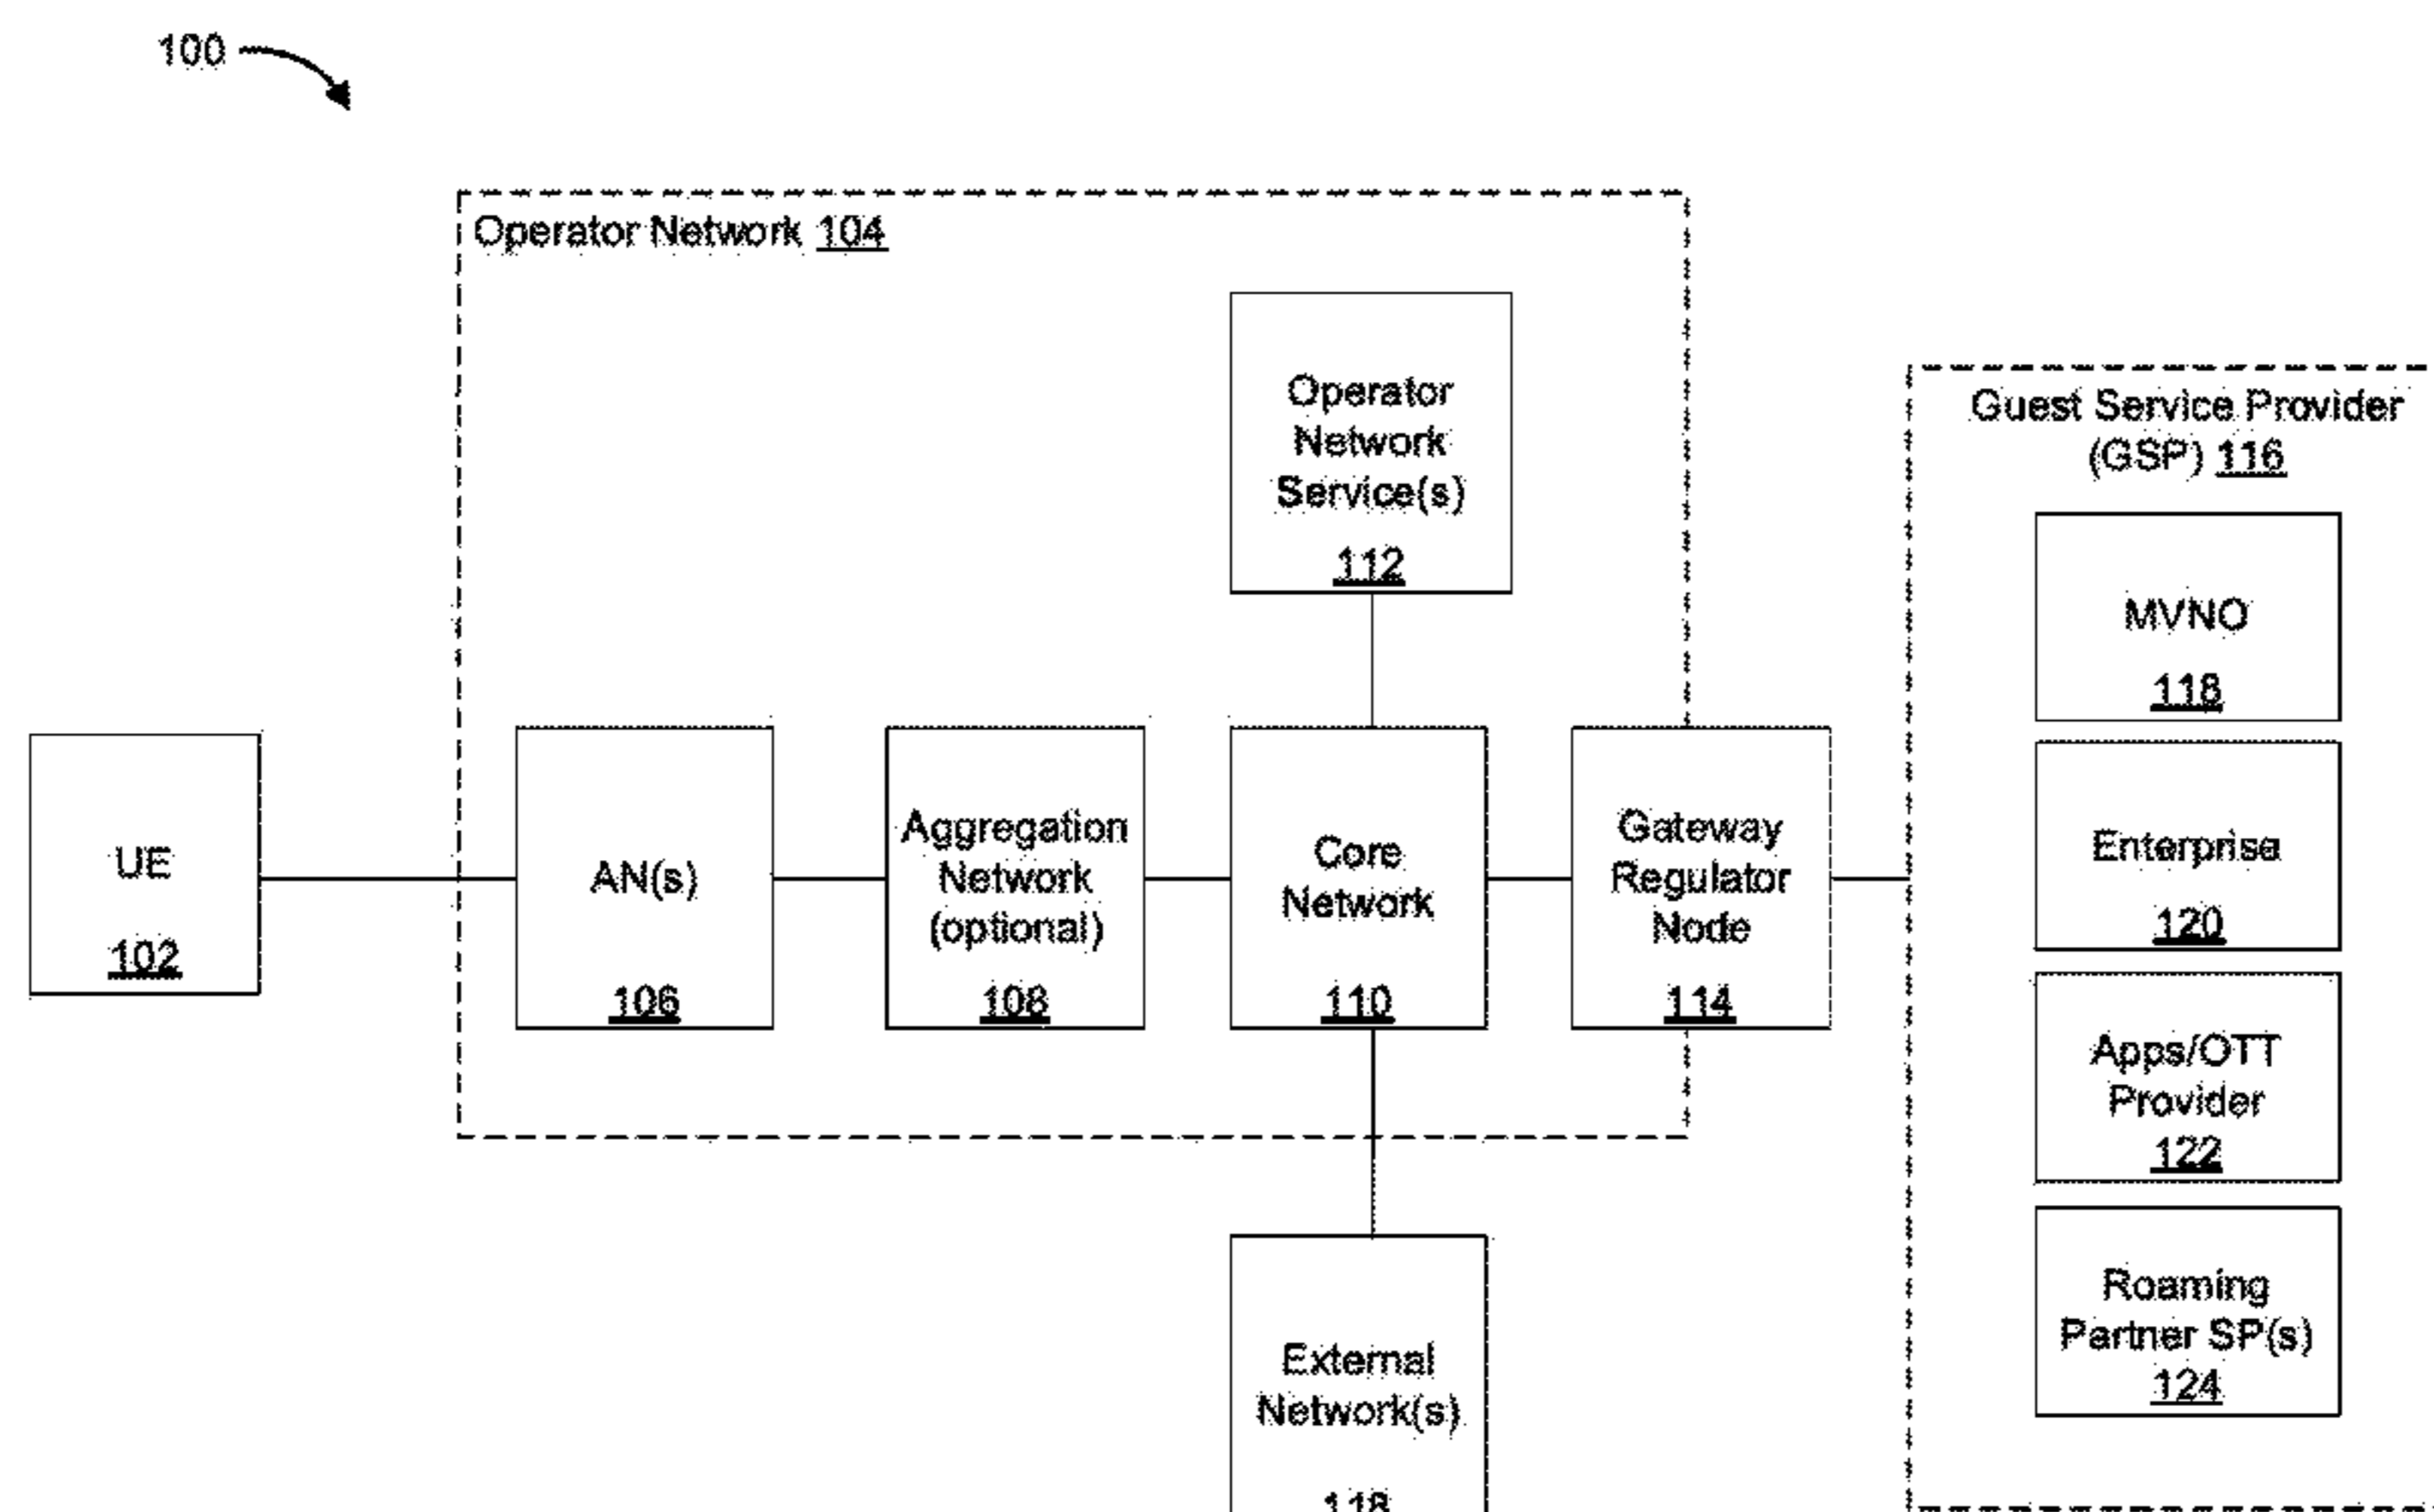 100
Operator Network 104
Operator
Network
Service(s)
112
Guest Service Provider
(GSP) 116
MVNO
118
UE
102
AN(s)
106
Aggregation
Network
(optional)
108
Core
Network
110
Gateway
Regulator
Node
114
Enterprise
120
Apps/OTT
Provider
122
Roaming
Partner SP(s)
124
External
Network(s)
118